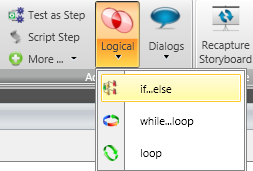 Test as Step
Script Step
More ...
Logical
Dialogs
Recapture
Storyboard
if...else
while...loop
loop